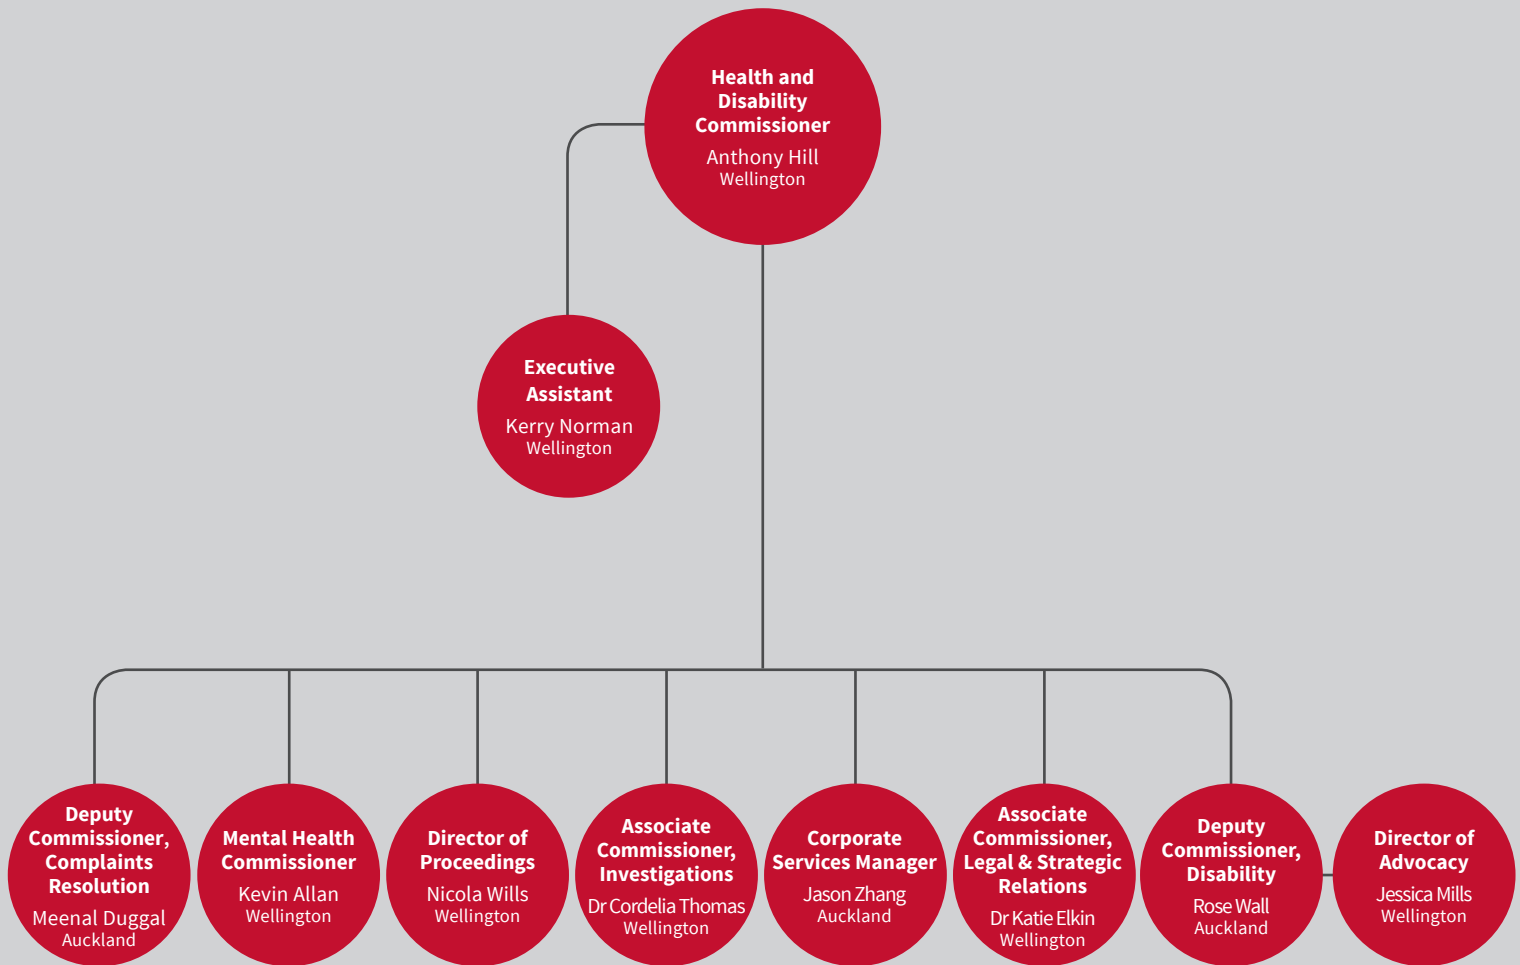 Health and
Disability
Commissioner
Anthony Hill
Wellington
Executive
Assistant
Kerry Norman
Wellington
Deputy
Commissioner,
Complaints
Resolution
Meenal Duggal
Auckland
Mental Health
Commissioner
Kevin Allan
Wellington
Director of
Proceedings
Nicola Wills
Wellington
Associate
Commissioner,
Investigations
Dr Cordelia Thomas
Wellington
Corporate
Services Manager
Jason Zhang
Auckland
Associate
Commissioner,
Legal & Strategic
Relations
Dr Katie Elkin
Wellington
Deputy
Commissioner,
Disability
Rose Wall
Auckland
Director of
Advocacy
Jessica Mills
Wellington